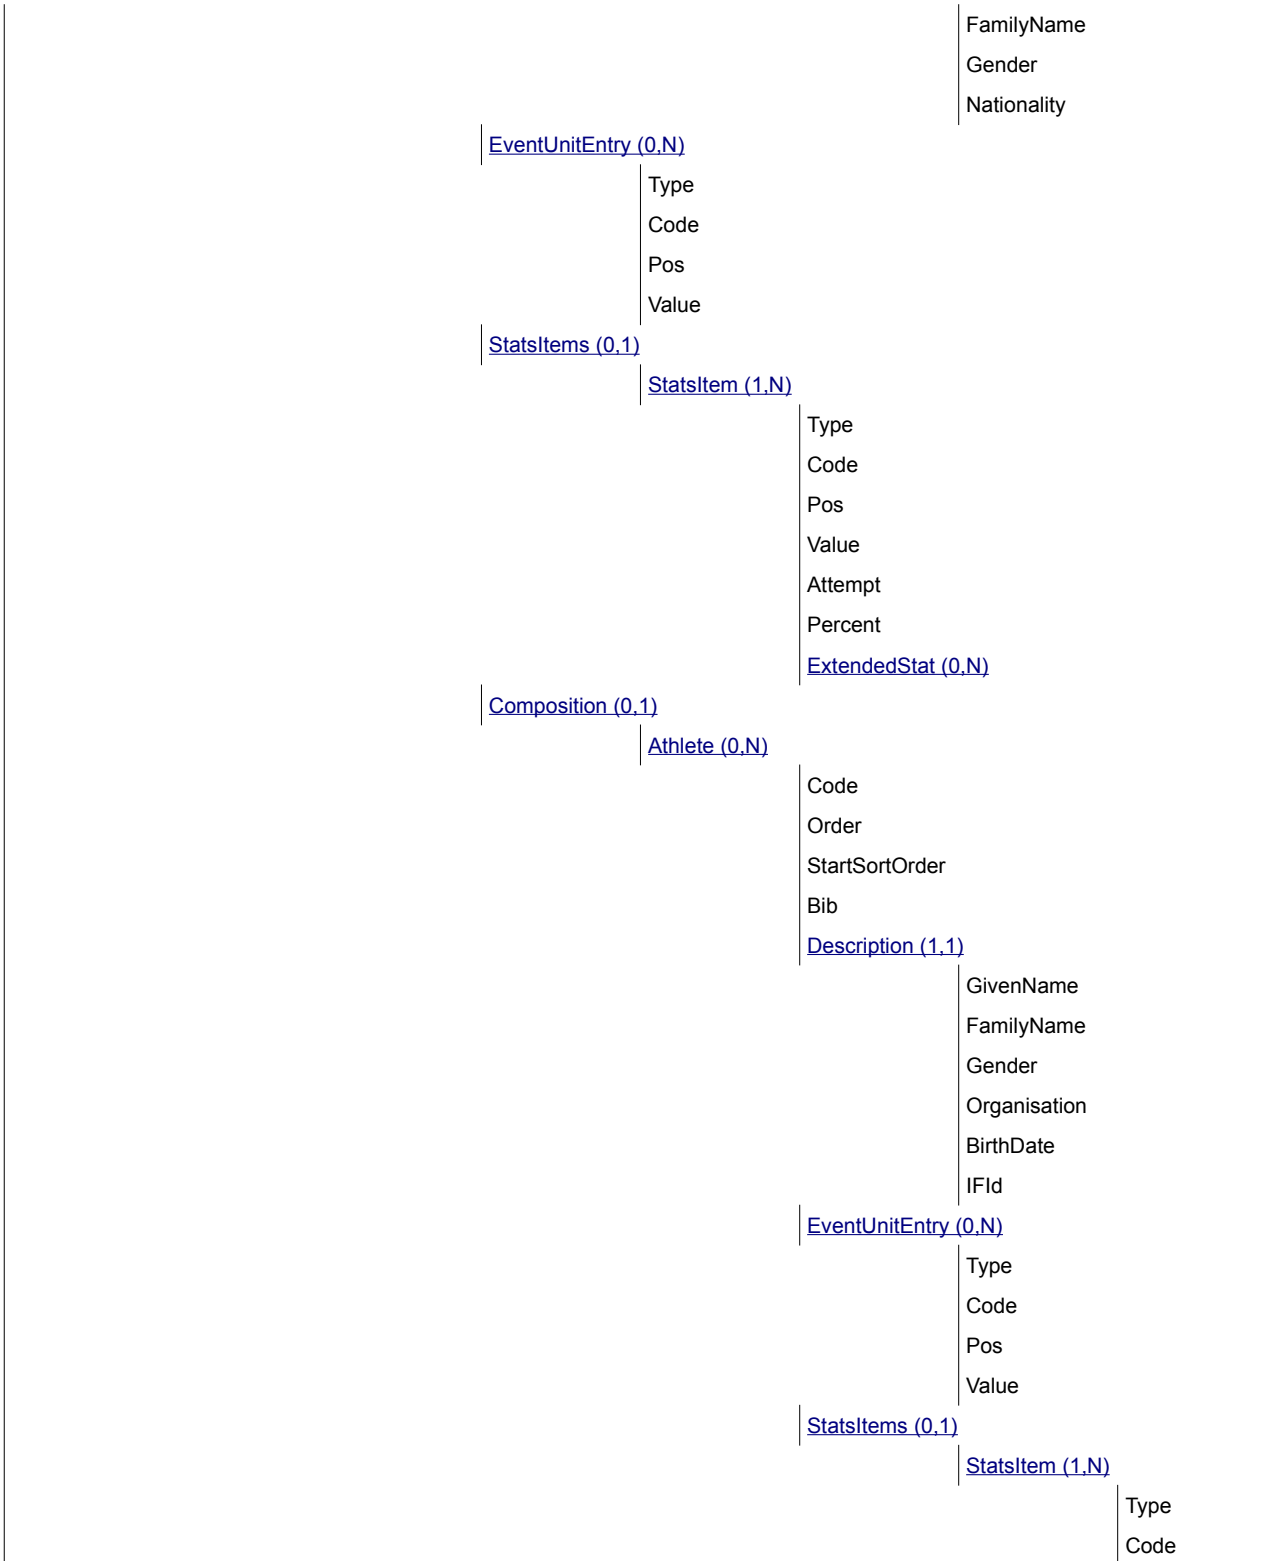 FamilyName
Gender
Nationality
EventUnitEntry (0,N)
Type
Code
Pos
Value
StatsItems (0,1)
StatsItem (1,N)
Type
Code
Pos
Value
Attempt
Percent
ExtendedStat (0,N)
Composition (0,1)
Athlete (0,N)
Code
Order
StartSortOrder
Bib
Description (1,1)
GivenName
FamilyName
Gender
Organisation
BirthDate
IFId
EventUnitEntry (0,N)
Type
Code
Pos
Value
StatsItems (0,1)
StatsItem (1,N)
Type
Code